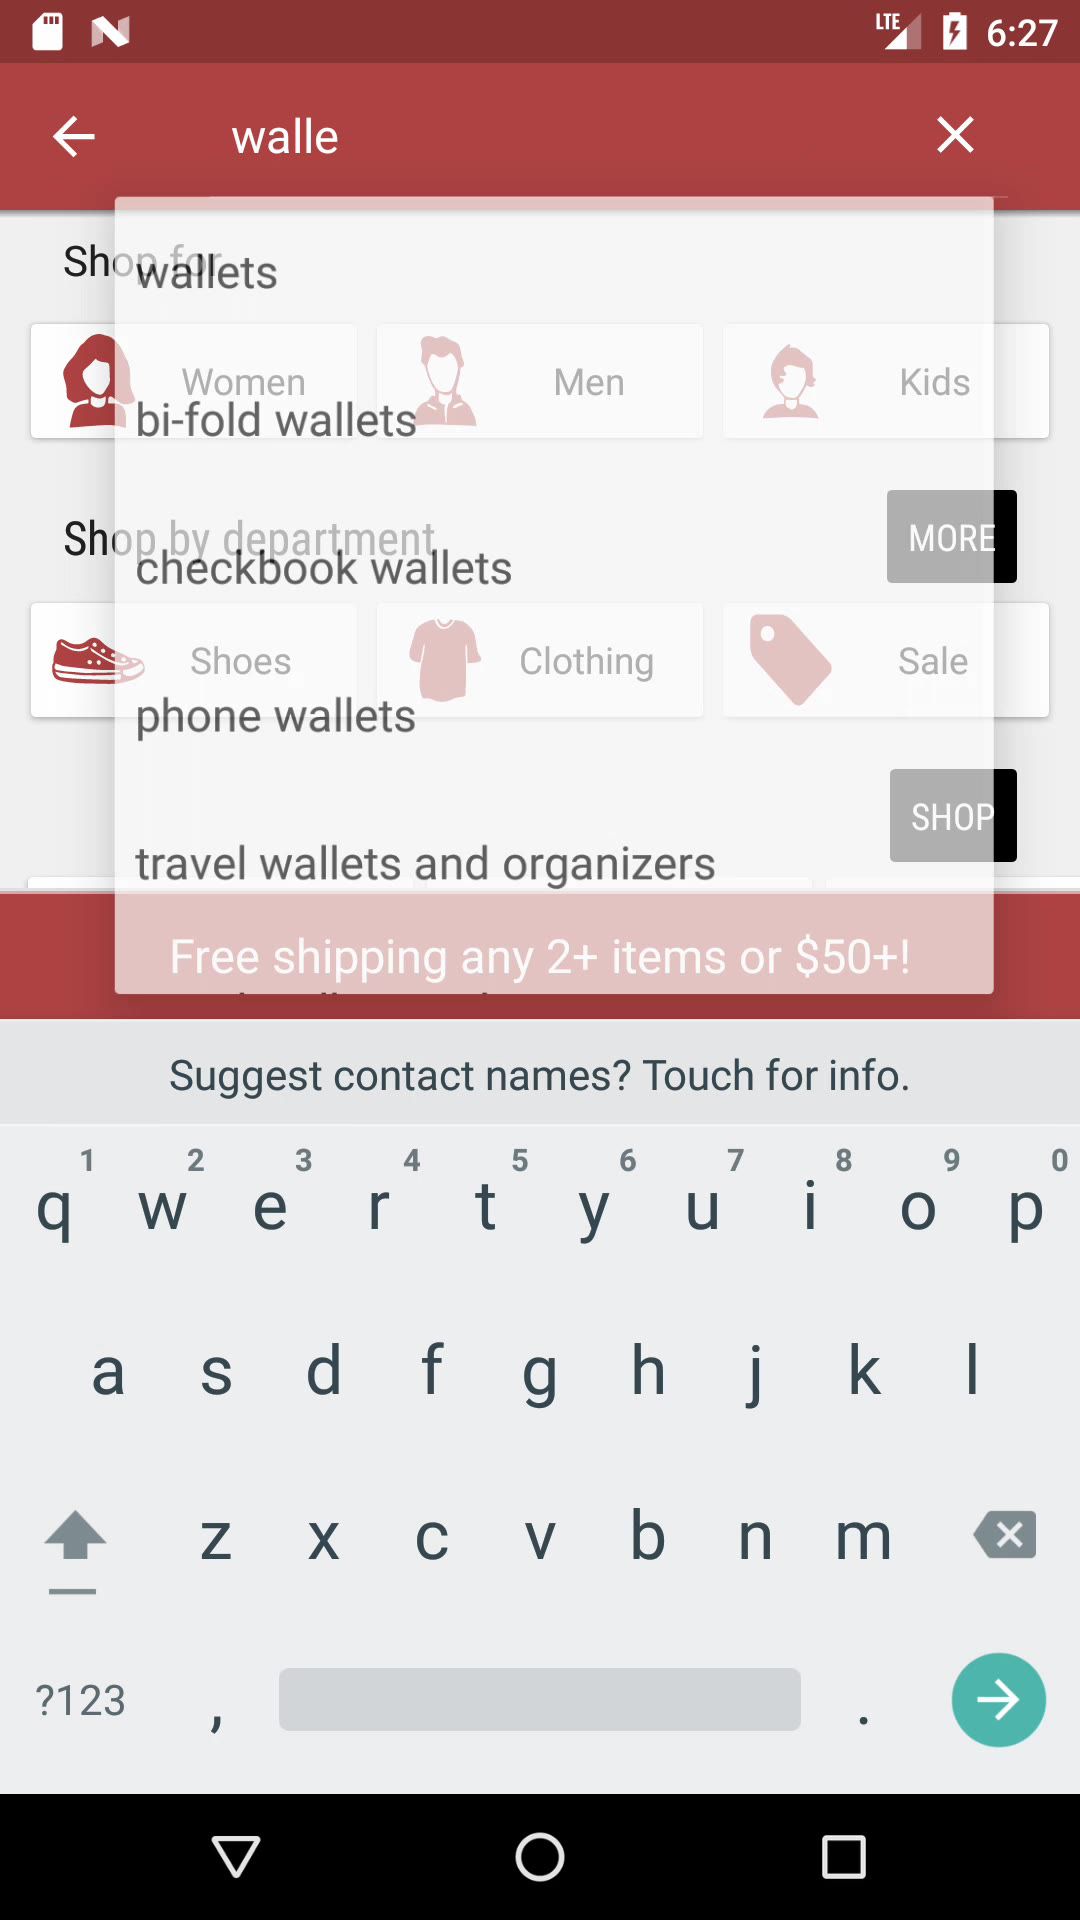 LTE 6:27
walle
Shop for
wallets
Women Men Kids
bi-fold wallets
Shop by department MORE
checkbook wallets
Shoes Clothing Sale
phone wallets
SHOP
travel wallets and organizers
Free shipping any 2+ items or $50+!
Suggest contact names? Touch for info.
1 2 3 4 5 6 7 8 9 0
q w e r t y u i o p
a s d f g h j k l
z x c v b n m
?123 , .